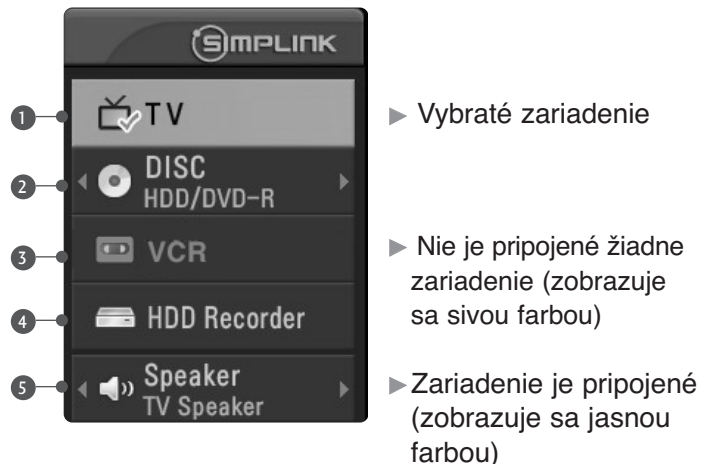 SIMPLINK
1 TV
Vybraté zariadenie
2 DISC
HDD/DVD-R
3 VCR
Nie je pripojené žiadne
zariadenie (zobrazuje
sa sivou farbou)
4 HDD Recorder
5 Speaker
TV Speaker
Zariadenie je pripojené
(zobrazuje sa jasnou
farbou)